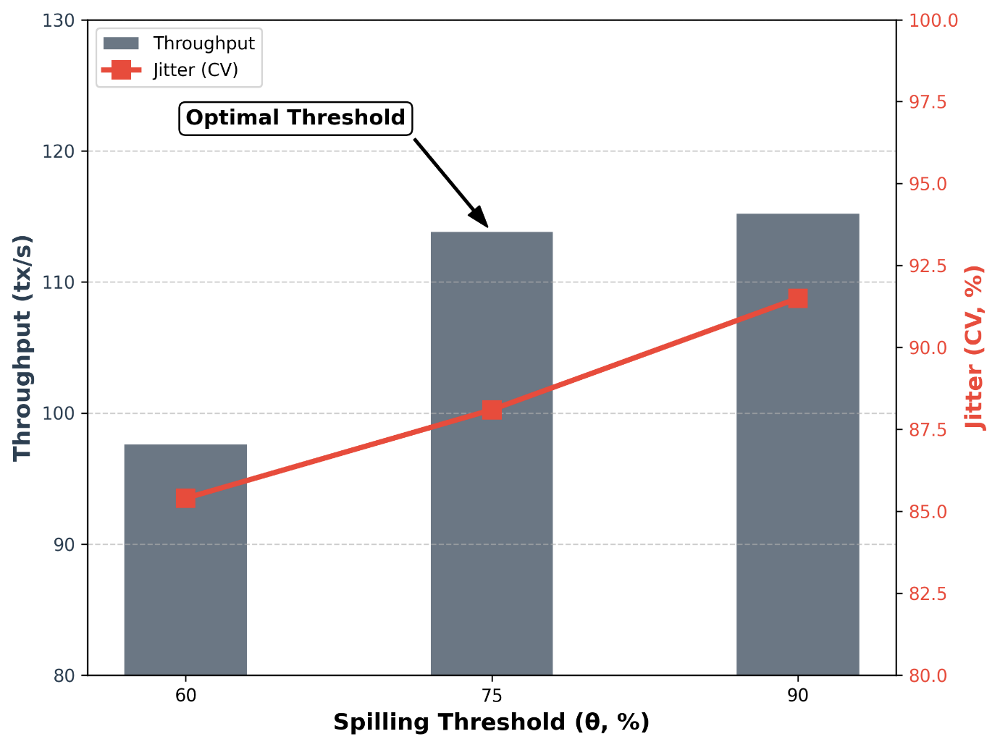 Throughput
Jitter (CV)
Optimal Threshold
Throughput (tx/s)
130
120
110
100
90
80
100.0
97.5
95.0
92.5
90.0
87.5
85.0
82.5
80.0
Jitter (CV, %)
60 75 90
Spilling Threshold (θ, %)